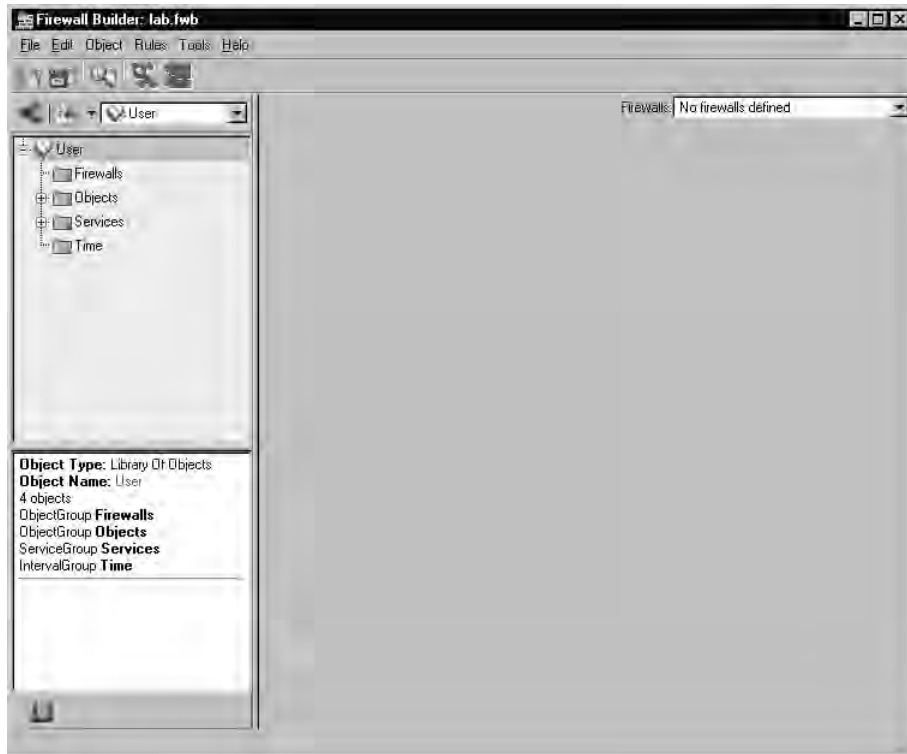 Firewall Builder: lab.fwb
File Edit Object Rules Tools Help
User
Firewalls: No firewalls defined
User
Firewalls
Objects
Services
Time
Object Type: Library Of Objects
Object Name: User
4 objects
ObjectGroup Firewalls
ObjectGroup Objects
ServiceGroup Services
IntervalGroup Time